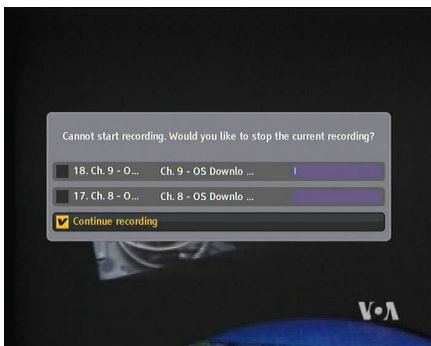 Cannot start recording. Would you like to stop the current recording?
18. Ch. 9 - O... Ch. 9 - OS Downlo ...
17. Ch. 8 - O... Ch. 8 - OS Downlo ...
Continue recording
VOA